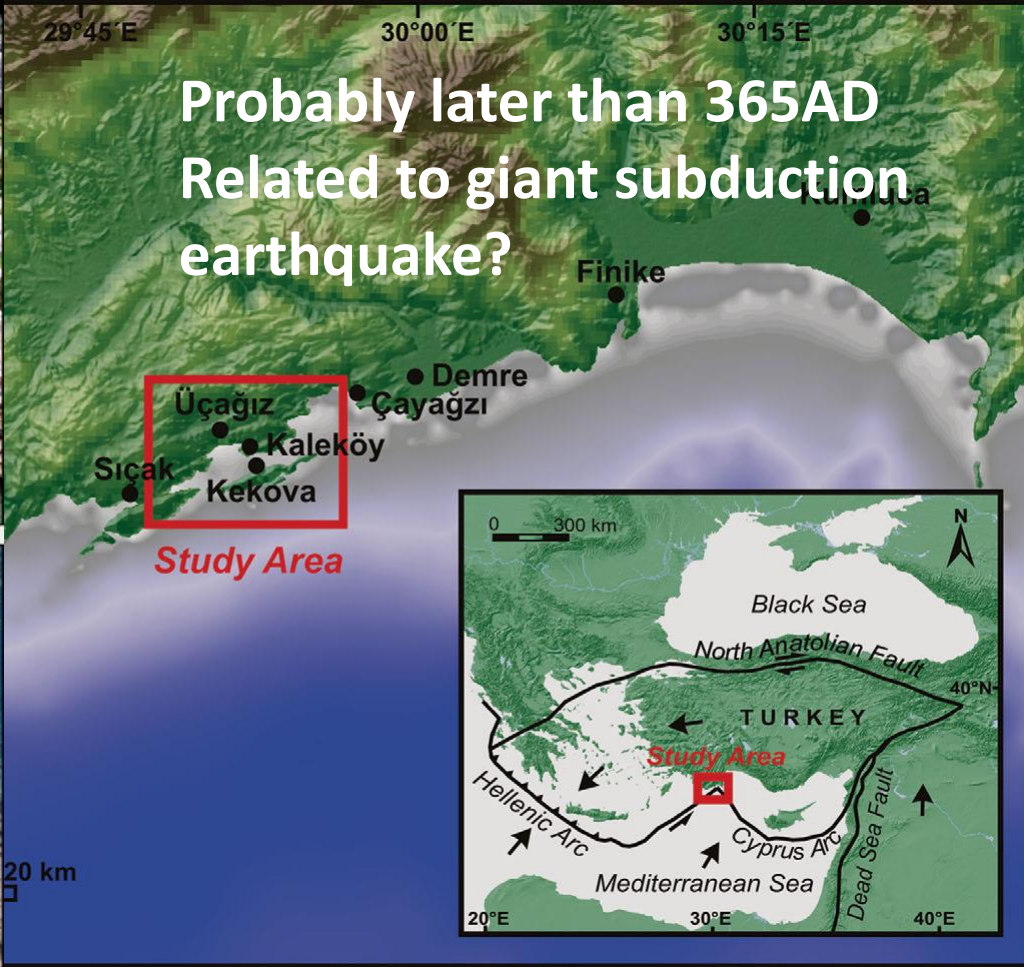 29°45´E
30°00´E
30°15´E
Probably later than 365AD
Related to giant subduction
earthquake?
Kumluca
Finike
Demre
Çayağzı
Üçağız
Kaleköy
Sıçak
Kekova
Study Area
20 km
0 300 km
N
Black Sea
North Anatolian Fault
40°N
TURKEY
Study Area
Hellenic Arc
Cyprus Arc
Dead Sea Fault
Mediterranean Sea
20°E
30°E
40°E